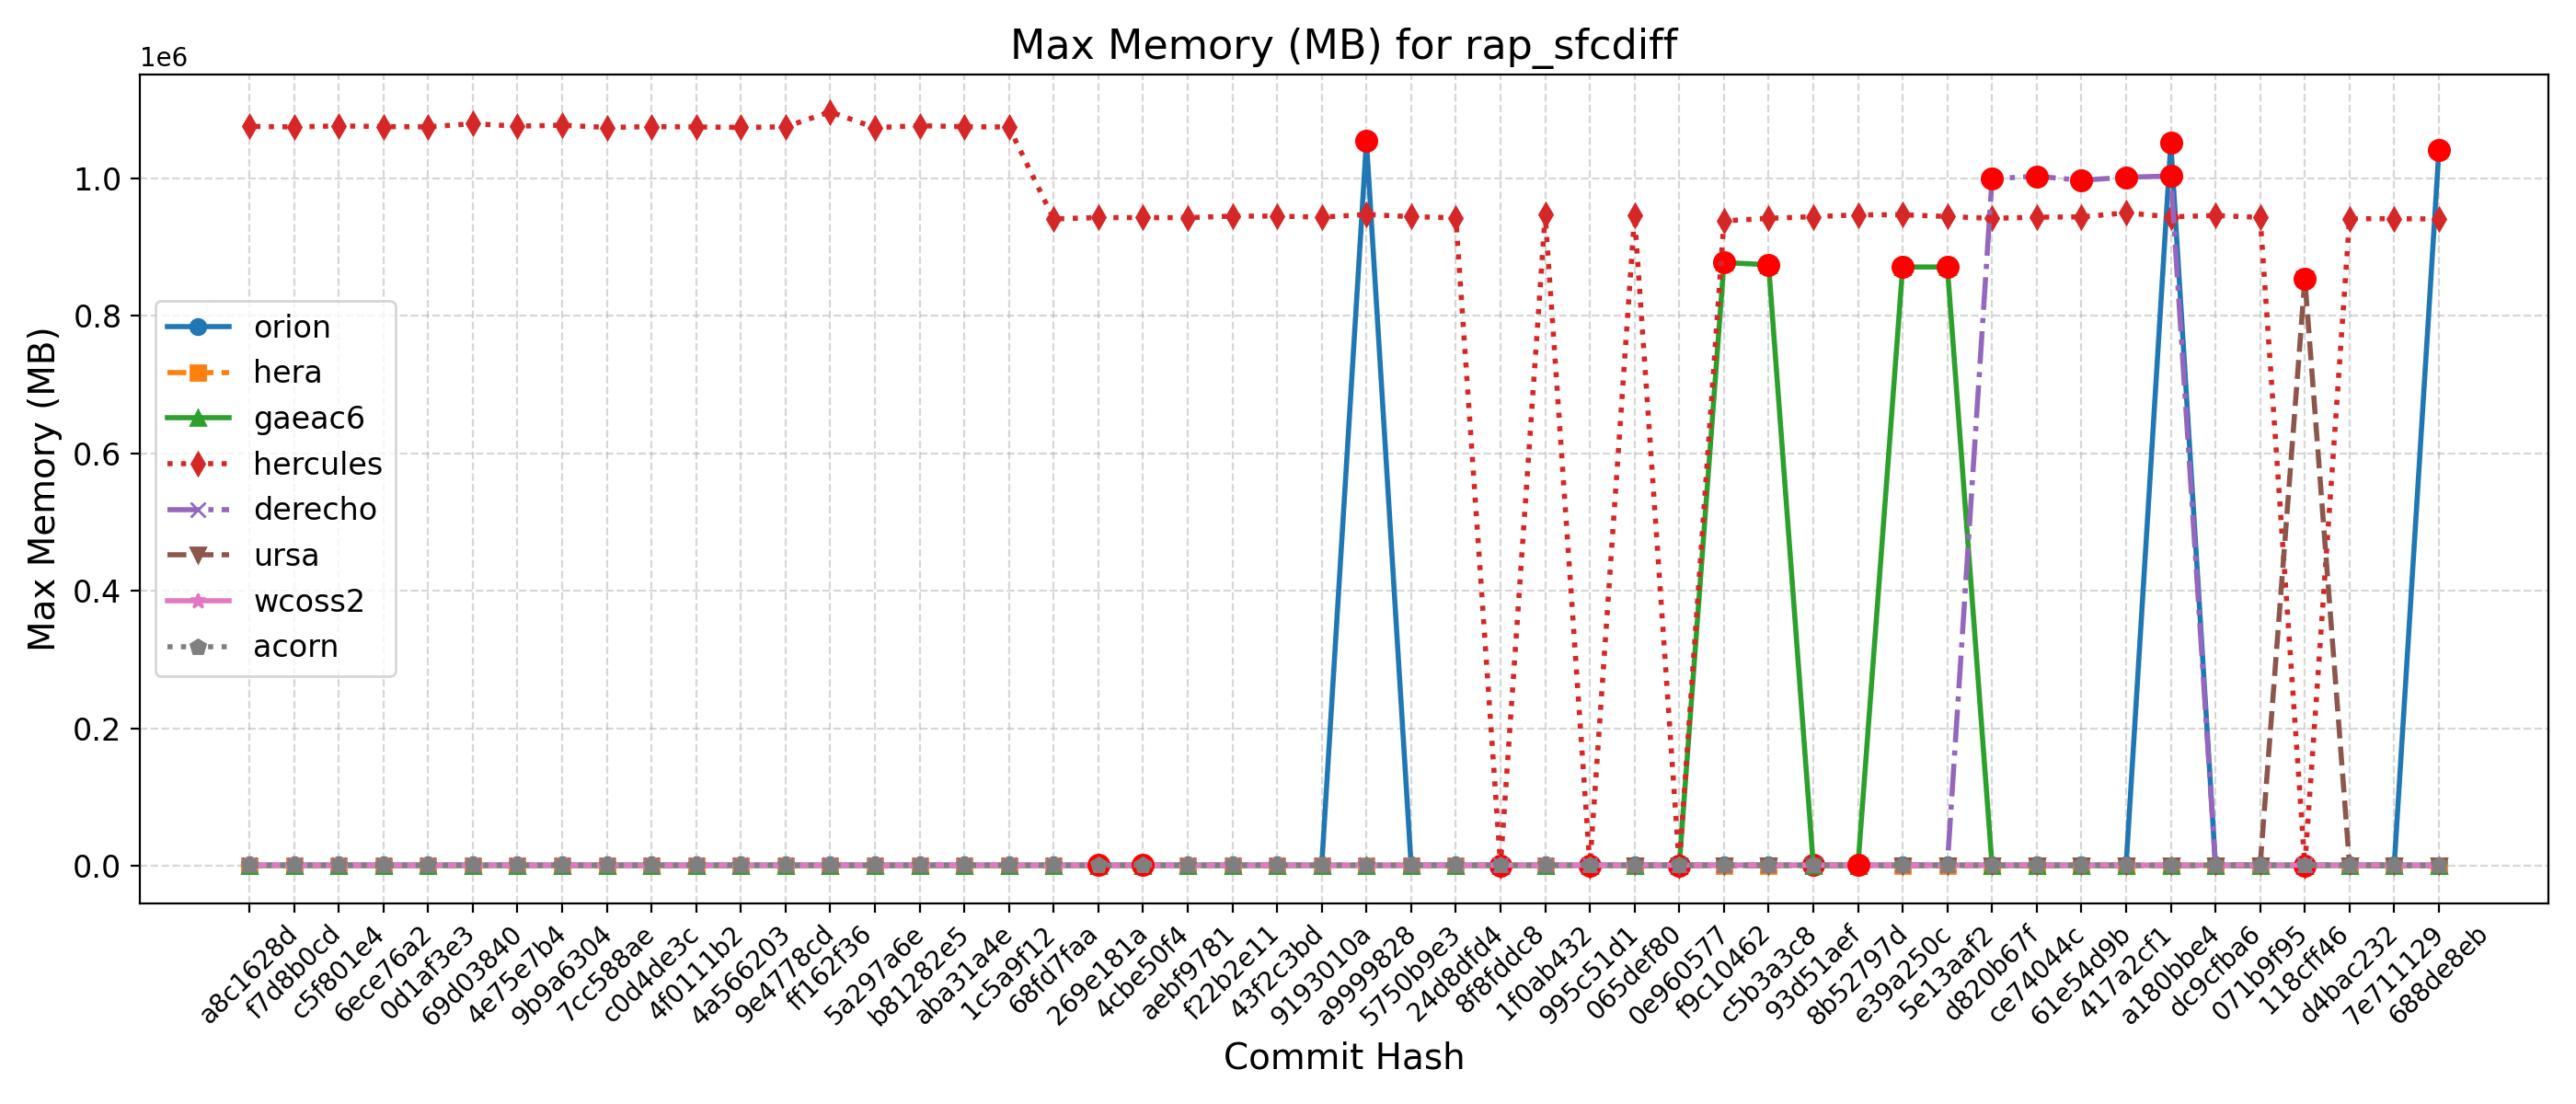 Max Memory (MB) for rap_sfcdiff
1e6
1.0
0.8
0.6
0.4
0.2
0.0
Max Memory (MB)
orion
hera
gaeac6
hercules
derecho
ursa
wcoss2
acorn
a8c1628d
f7d8b0cd
c5f801e4
6ece76a2
0d1af3e3
69d03840
4e75e7b4
9b9a6304
7cc588ae
c0d4de3c
4f0111b2
4a566203
9e4778cd
ff162f36
5a297a6e
b81282e5
aba31a4e
1c5a9f12
68fd7faa
269e181a
4cbe50f4
aebf9781
f22b2e11
43f2c3bd
9193010a
a9999828
5750b9e3
24d8dfd4
8f8fddc8
1f0ab432
995c51d1
065def80
0e960577
f9c10462
c5b3a3c8
93d51aef
8b52797d
e39a250c
5e13aaf2
d820b67f
ce74044c
61e54d9b
417a2cf1
a180bbe4
dc9cfba6
071b9f95
118cff46
d4bac232
7e711129
688de8eb
Commit Hash